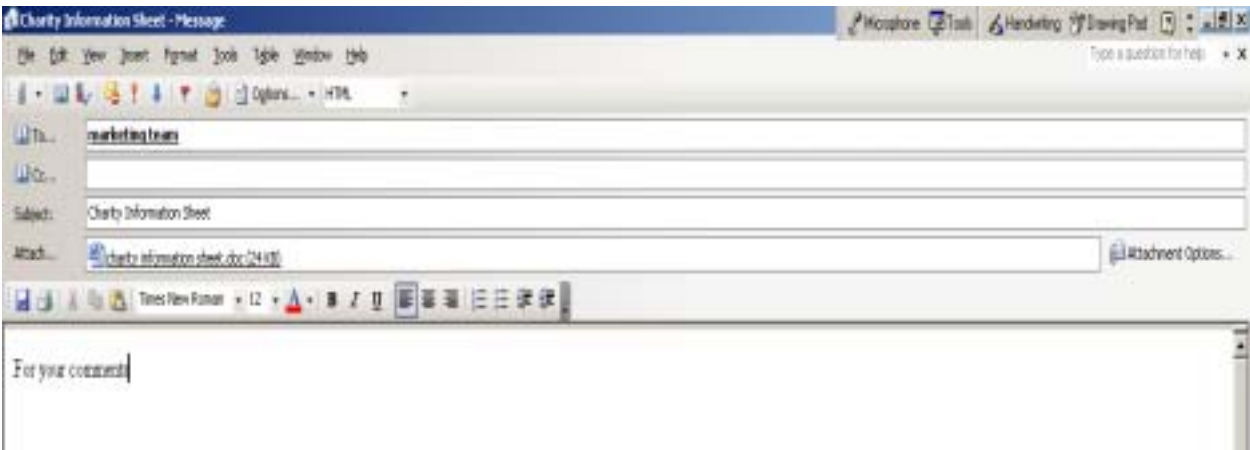 Charity Information Sheet - Message
Microphone Tools Handwriting Drawing Pad
File Edit View Insert Format Tools Table Window Help
Type a question for help
Options... HTML
To... marketing team
Cc...
Subject: Charity Information Sheet
Attach... charity information sheet.doc (24 KB)
Attachment Options...
Times New Roman 12 A B I U
For your comments